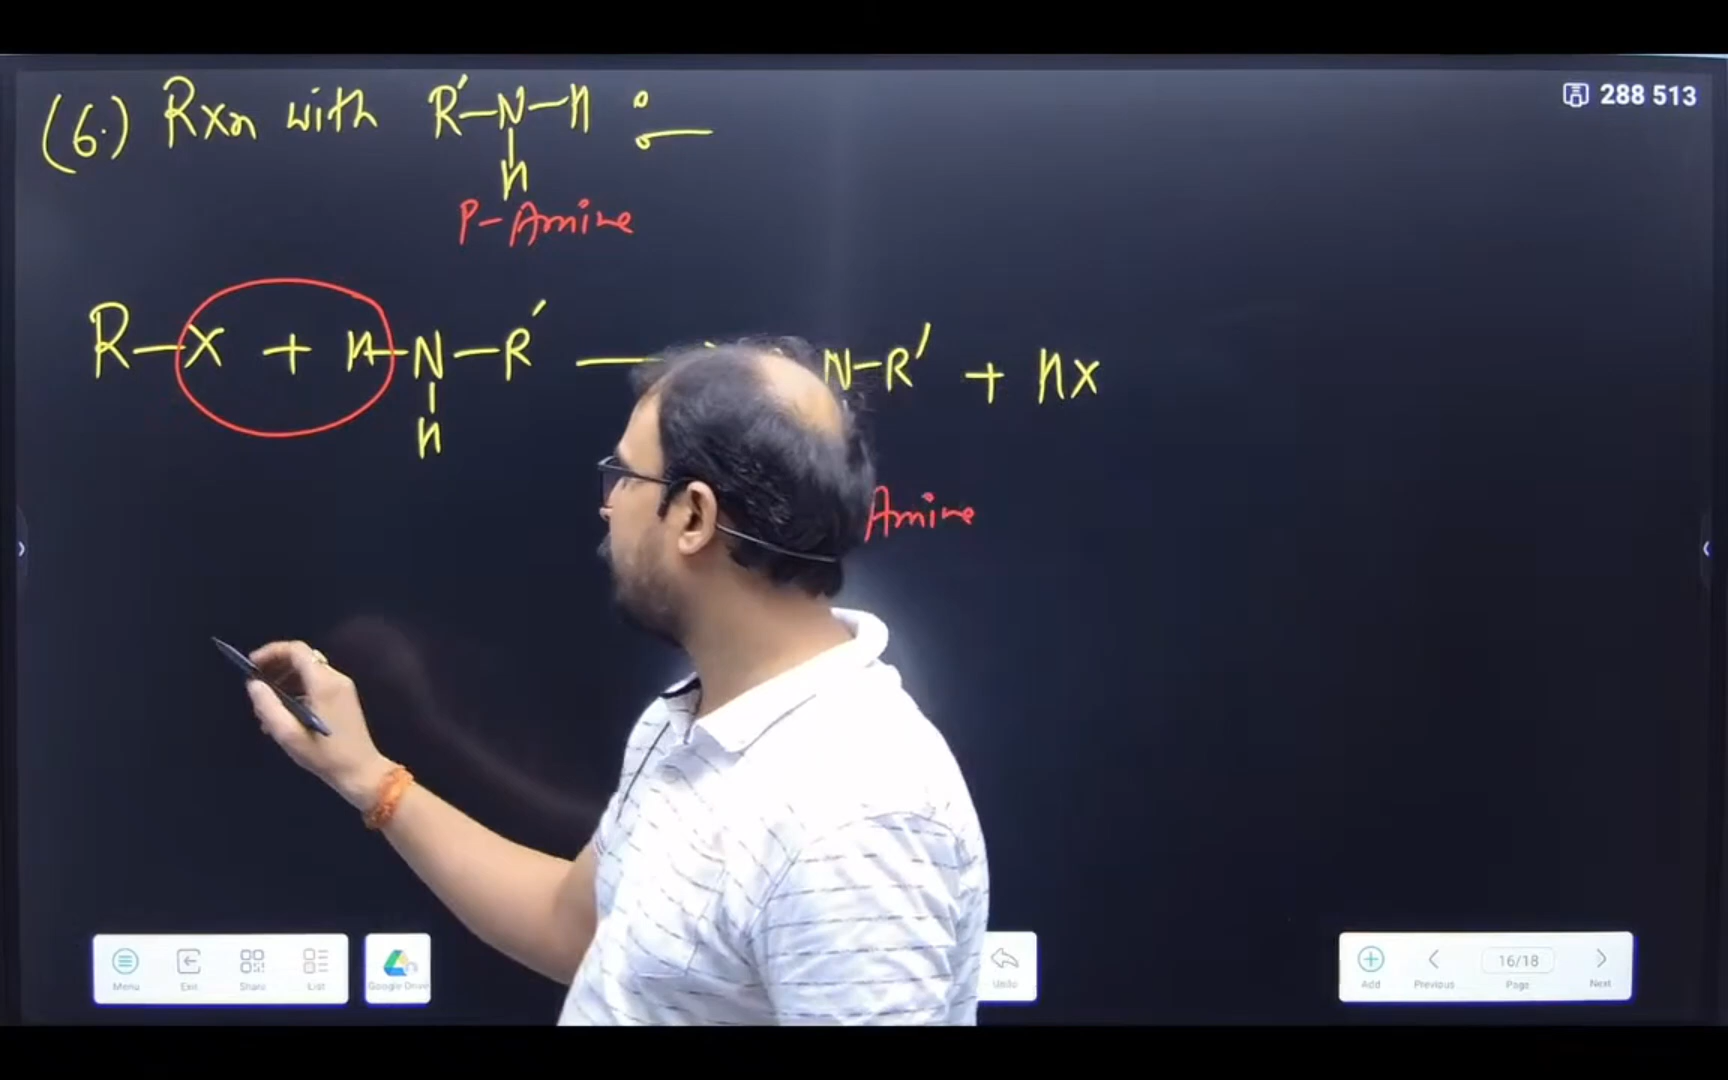 288 513
(6.) Rxn with R′—N—H :
H
P-Amine
R—X + H—N—R′ — N—R′ + HX
H
Amine
Menu Exit Share List Google Drive Undo Add Previous 16/18 Page Next